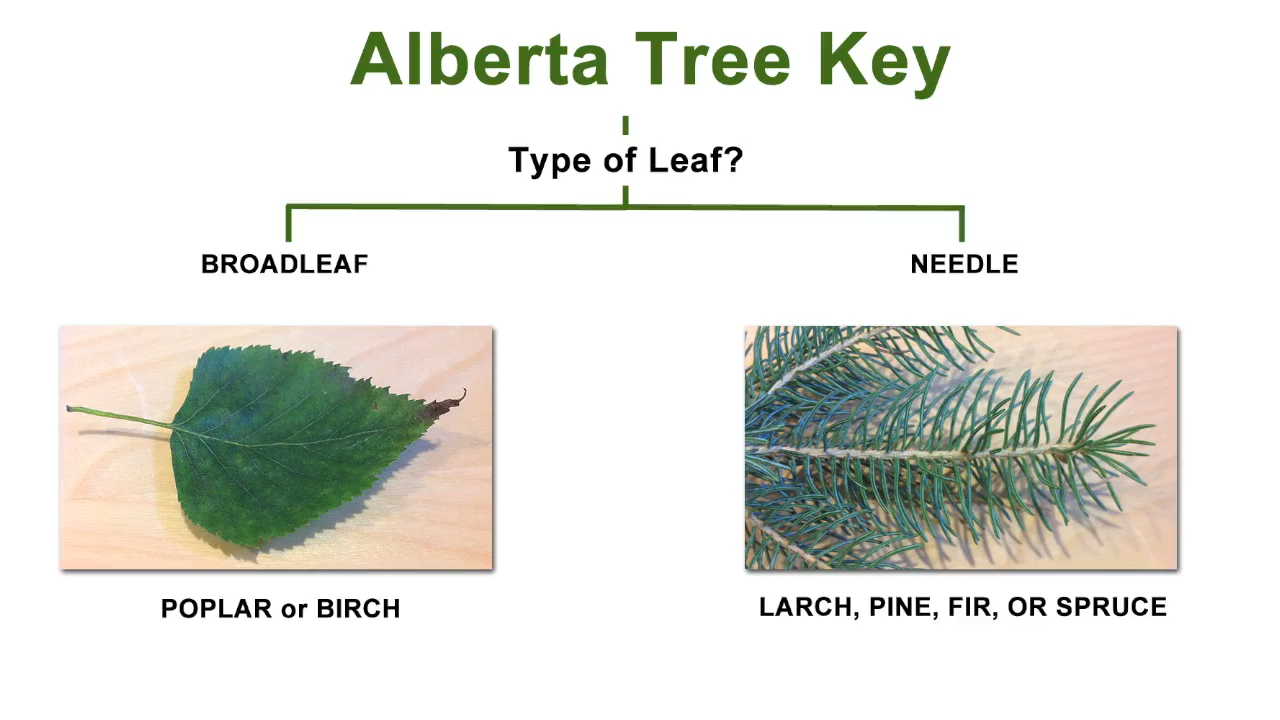 Alberta Tree Key
Type of Leaf?
BROADLEAF
NEEDLE
POPLAR or BIRCH
LARCH, PINE, FIR, OR SPRUCE